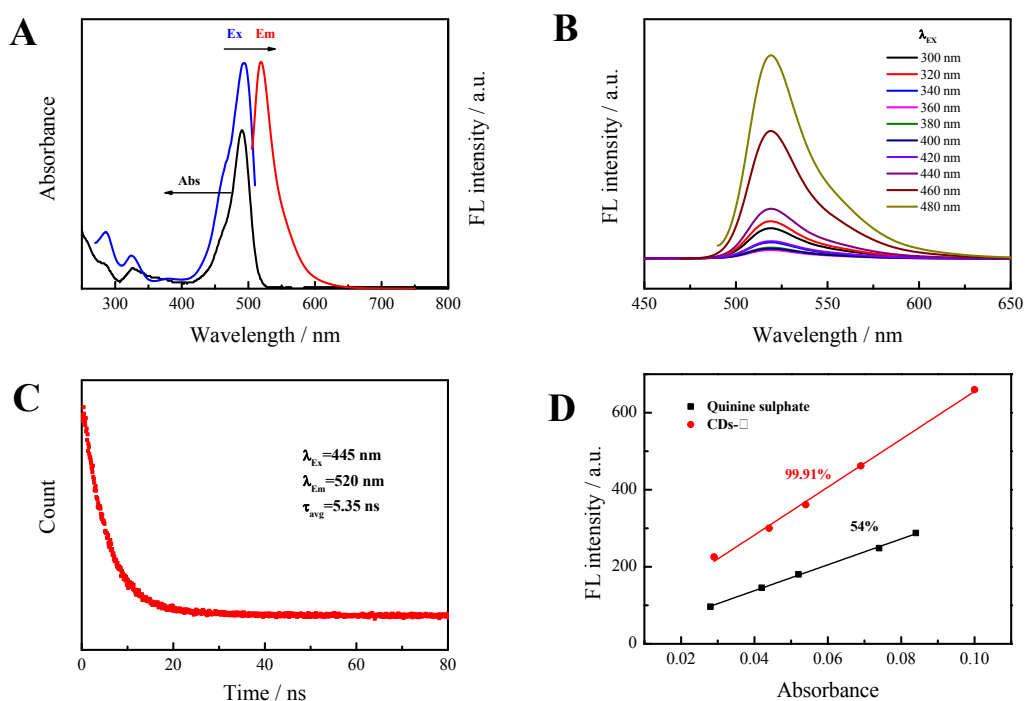 A
Ex Em
Abs
Absorbance
FL intensity / a.u.
300 400 500 600 700 800
Wavelength / nm
B
λEX
300 nm
320 nm
340 nm
360 nm
380 nm
400 nm
420 nm
440 nm
460 nm
480 nm
FL intensity / a.u.
450 500 550 600 650
Wavelength / nm
C
λEx=445 nm
λEm=520 nm
τavg=5.35 ns
Count
0 20 40 60 80
Time / ns
D
Quinine sulphate
CDs-□
99.91%
54%
FL intensity / a.u.
600
400
200
0
0.02 0.04 0.06 0.08 0.10
Absorbance